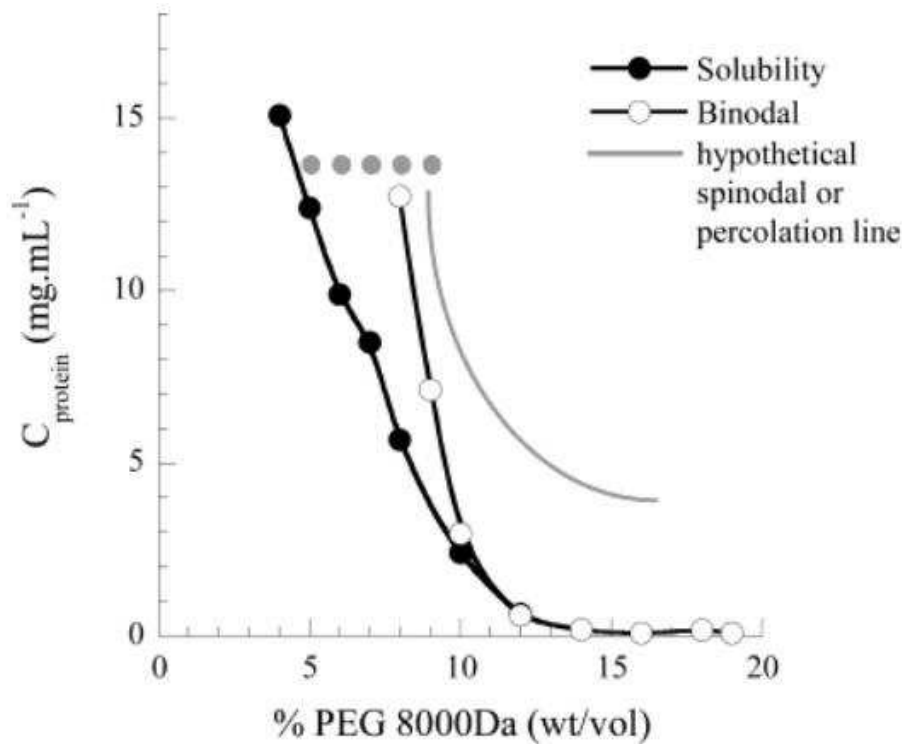 Solubility
Binodal
hypothetical
spinodal or
percolation line
C protein (mg.mL-1)
15
10
5
0
0 5 10 15 20
% PEG 8000Da (wt/vol)